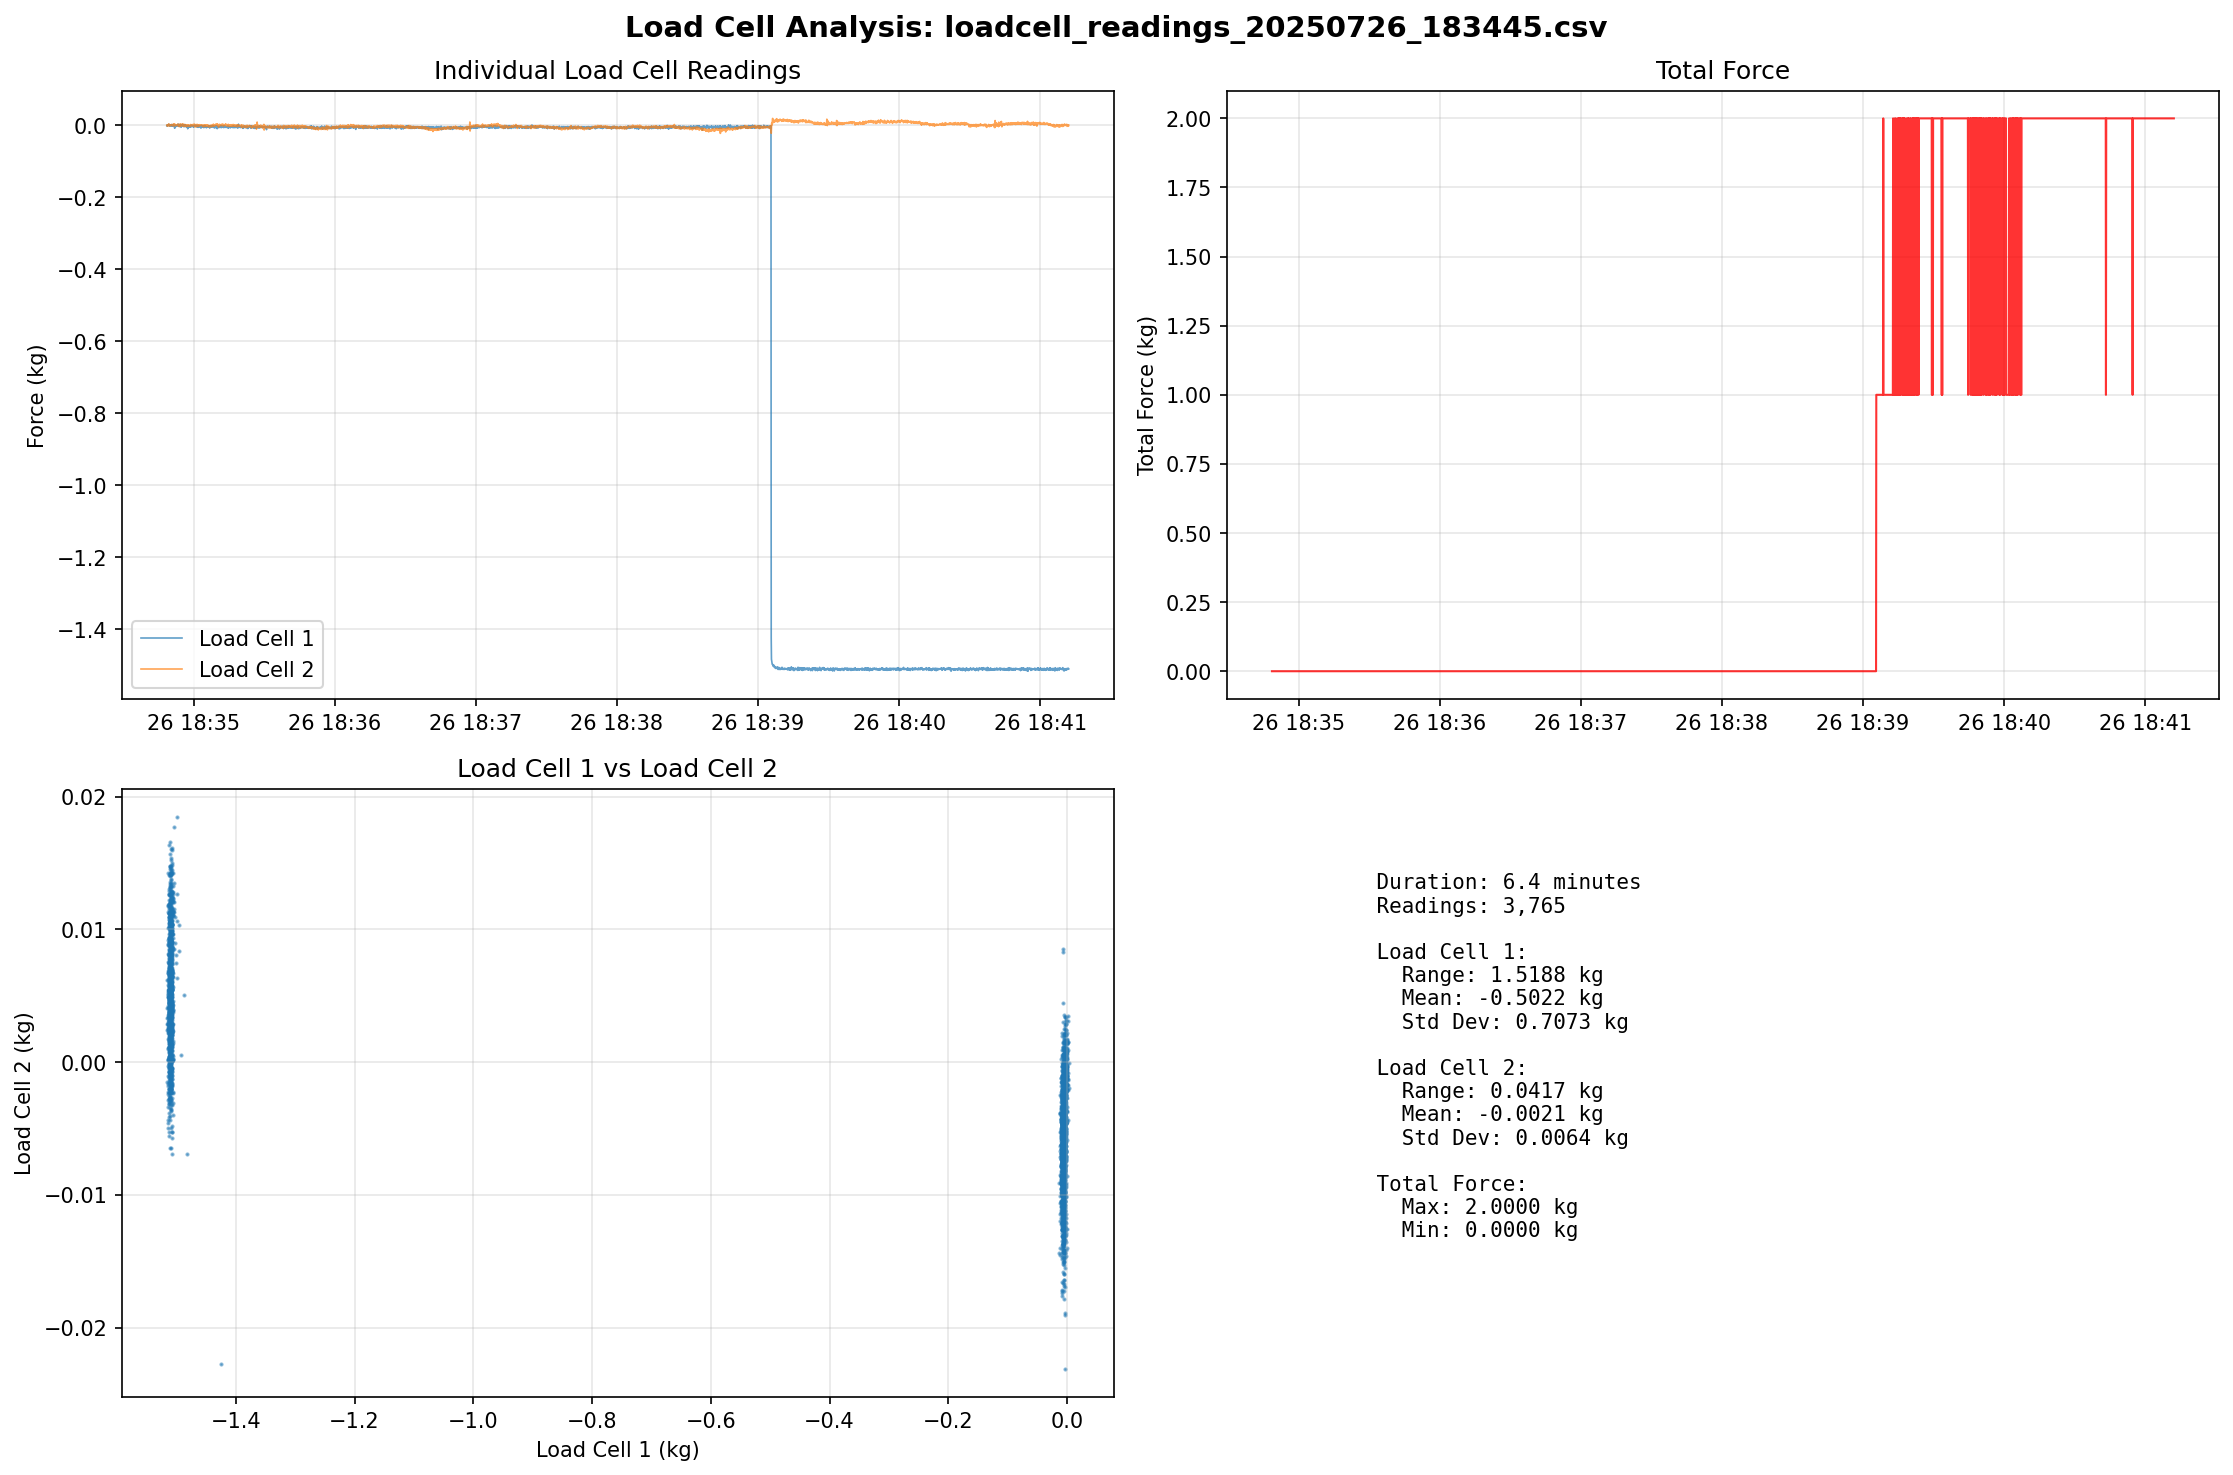 Load Cell Analysis: loadcell_readings_20250726_183445.csv
Individual Load Cell Readings
Force (kg)
0.0
−0.2
−0.4
−0.6
−0.8
−1.0
−1.2
−1.4
Load Cell 1
Load Cell 2
26 18:35 26 18:36 26 18:37 26 18:38 26 18:39 26 18:40 26 18:41
Total Force
Total Force (kg)
2.00
1.75
1.50
1.25
1.00
0.75
0.50
0.25
0.00
26 18:35 26 18:36 26 18:37 26 18:38 26 18:39 26 18:40 26 18:41
Load Cell 1 vs Load Cell 2
Load Cell 2 (kg)
0.02
0.01
0.00
−0.01
−0.02
−1.4 −1.2 −1.0 −0.8 −0.6 −0.4 −0.2 0.0
Load Cell 1 (kg)
Duration: 6.4 minutes
Readings: 3,765
Load Cell 1:
Range: 1.5188 kg
Mean: -0.5022 kg
Std Dev: 0.7073 kg
Load Cell 2:
Range: 0.0417 kg
Mean: -0.0021 kg
Std Dev: 0.0064 kg
Total Force:
Max: 2.0000 kg
Min: 0.0000 kg